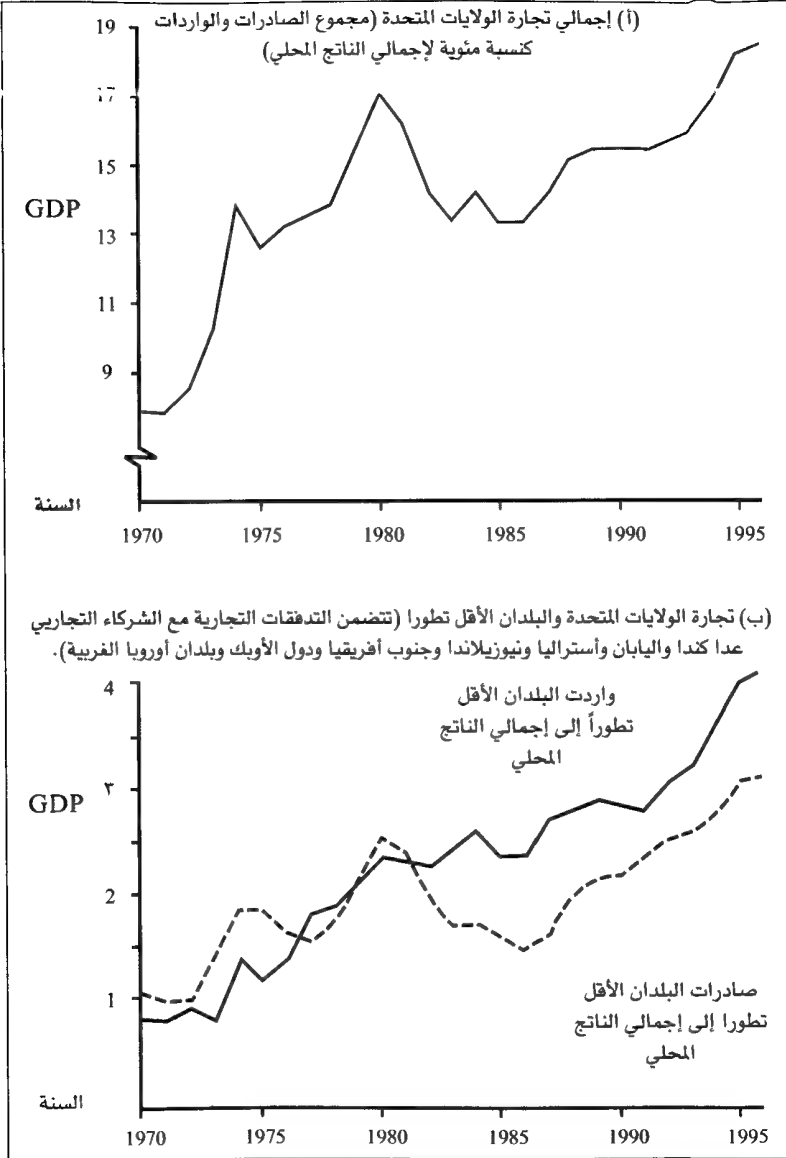 (أ) إجمالي تجارة الولايات المتحدة (مجموع الصادرات والواردات
كنسبة مئوية لإجمالي الناتج المحلي)
19
17
15
GDP
13
11
9
السنة
1970 1975 1980 1985 1990 1995
(ب) تجارة الولايات المتحدة والبلدان الأقل تطورا (تتضمن التدفقات التجارية مع الشركاء التجاريي
عدا كندا واليابان وأستراليا ونيوزيلاندا وجنوب أفريقيا ودول الأوبك وبلدان أوروبا الغربية).
4
واردت البلدان الأقل
تطوراً إلى إجمالي الناتج
المحلي
٣
GDP
2
1
صادرات البلدان الأقل
تطورا إلى إجمالي الناتج
المحلي
السنة
1970 1975 1980 1985 1990 1995